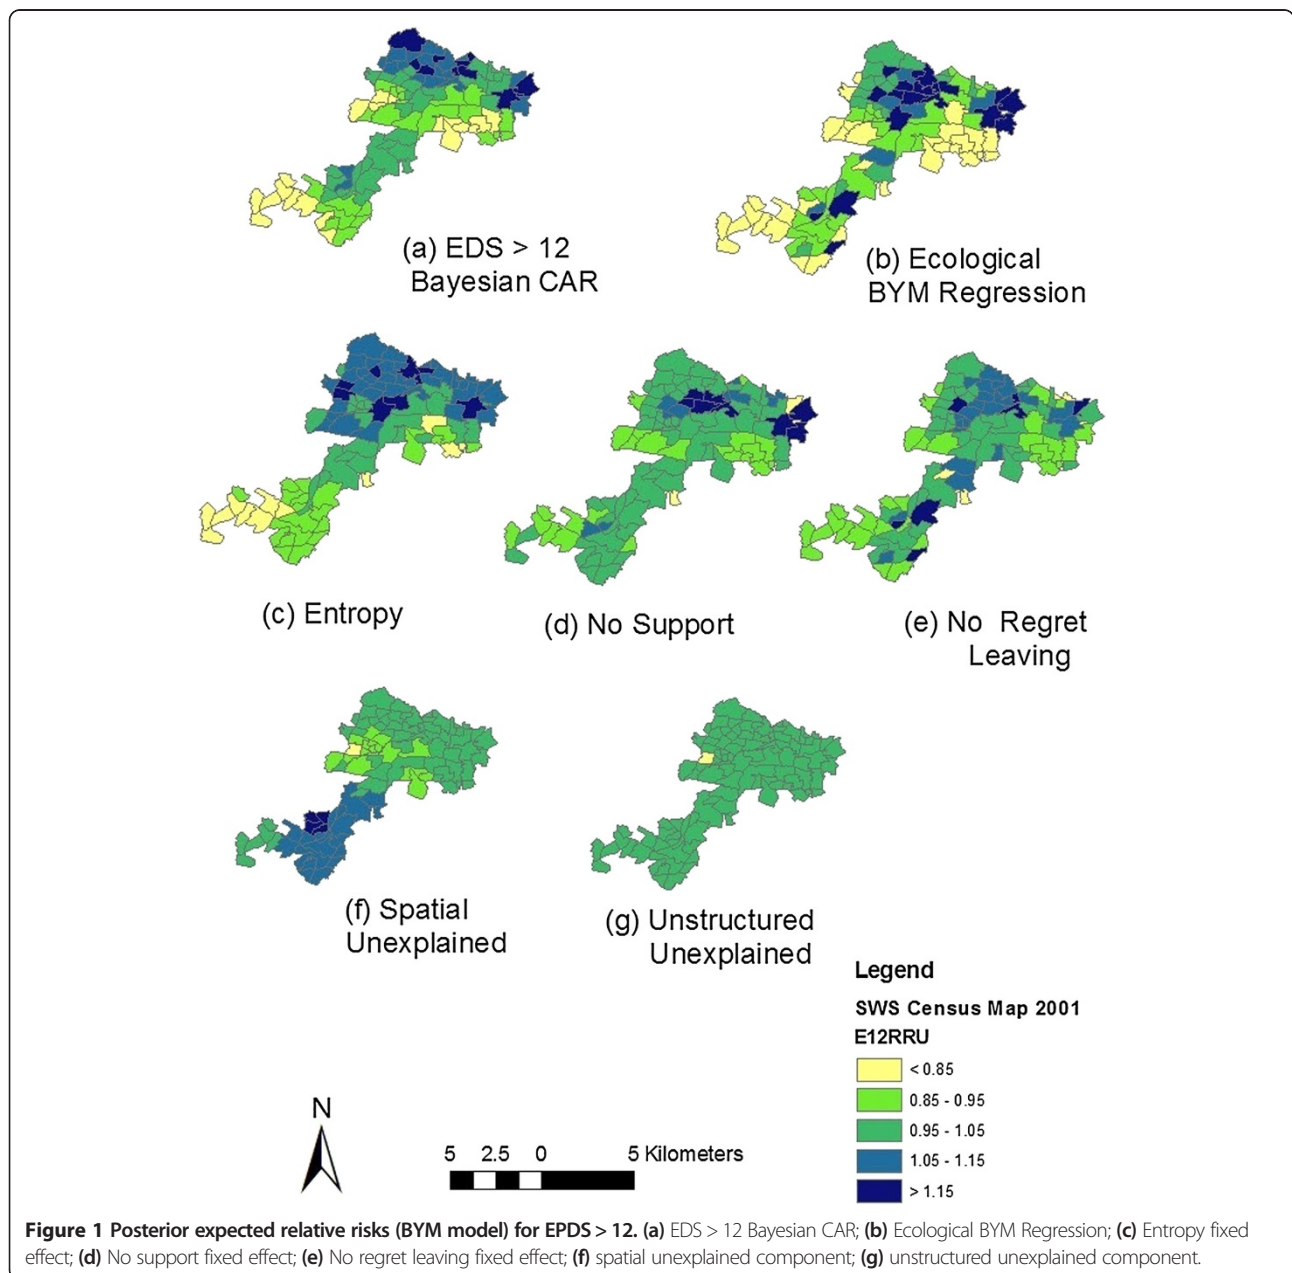 (a) EDS > 12
Bayesian CAR
(b) Ecological
BYM Regression
(c) Entropy
(d) No Support
(e) No Regret
Leaving
(f) Spatial
Unexplained
(g) Unstructured
Unexplained
Legend
SWS Census Map 2001
E12RRU
< 0.85
0.85 - 0.95
0.95 - 1.05
1.05 - 1.15
> 1.15
N
5 2.5 0 5 Kilometers
Figure 1 Posterior expected relative risks (BYM model) for EPDS > 12. (a) EDS > 12 Bayesian CAR; (b) Ecological BYM Regression; (c) Entropy fixed
effect; (d) No support fixed effect; (e) No regret leaving fixed effect; (f) spatial unexplained component; (g) unstructured unexplained component.